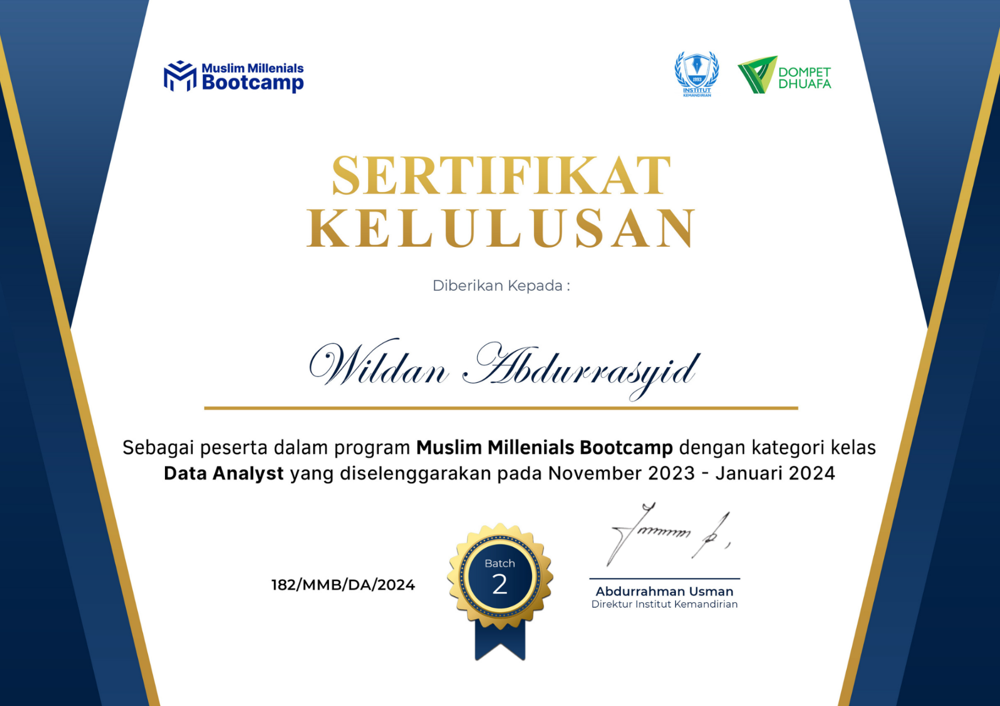 Muslim Millenials
Bootcamp
1993
INSTITUT
KEMANDIRIAN
DOMPET
DHUAFA
SERTIFIKAT
KELULUSAN
Diberikan Kepada :
Wildan Abdurrasyid
Sebagai peserta dalam program Muslim Millenials Bootcamp dengan kategori kelas
Data Analyst yang diselenggarakan pada November 2023 - Januari 2024
182/MMB/DA/2024
Batch
2
Abdurrahman Usman
Direktur Institut Kemandirian